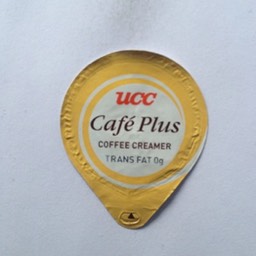 UCC
Café Plus
COFFEE CREAMER
TRANS FAT 0g